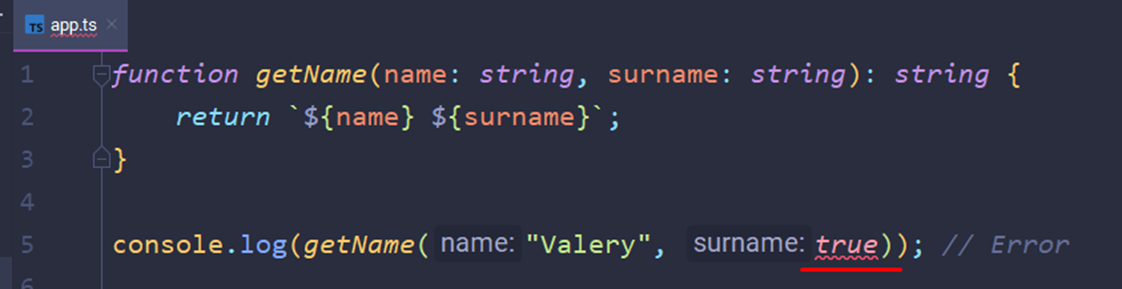 TS app.ts ×
1 function getName(name: string, surname: string): string {
2     return `${name} ${surname}`;
3 }
4
5 console.log(getName( name: "Valery", surname: true)); // Error